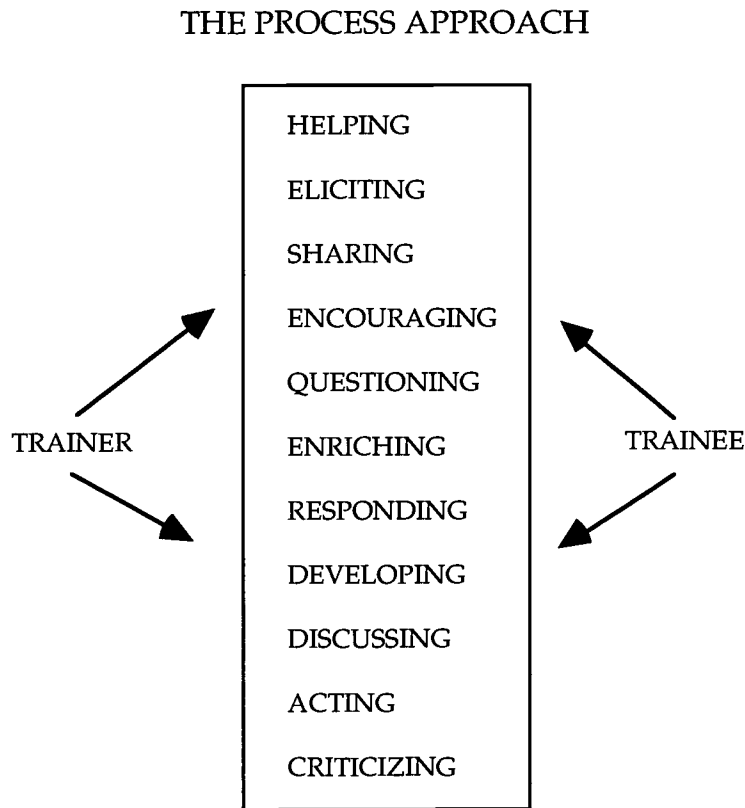 THE PROCESS APPROACH
HELPING
ELICITING
SHARING
ENCOURAGING
QUESTIONING
TRAINER
ENRICHING
TRAINEE
RESPONDING
DEVELOPING
DISCUSSING
ACTING
CRITICIZING